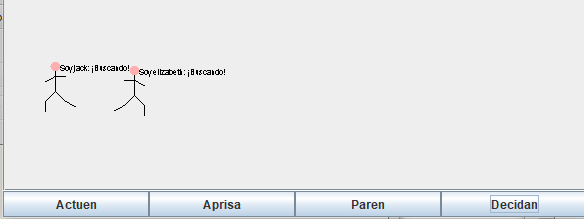 Soy jack: ¡Buscando!
Soy elizabeth: ¡Buscando!
Actuen Aprisa Paren Decidan